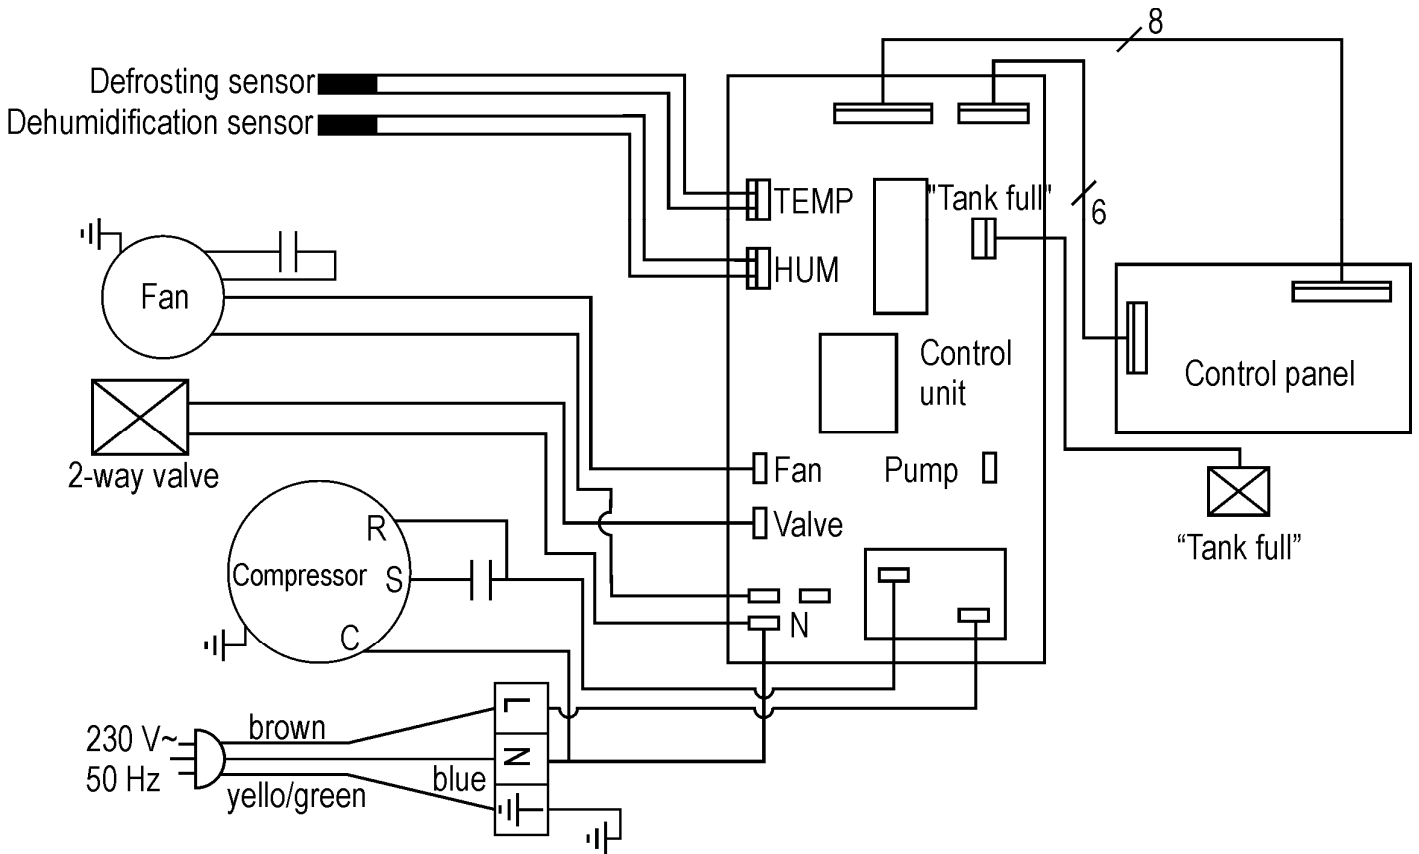 8
Defrosting sensor
Dehumidification sensor
TEMP
"Tank full"
6
HUM
Fan
Control
unit
Control panel
2-way valve
Fan
Pump
Valve
R
Compressor
S
“Tank full”
C
N
L
brown
230 V~
N
50 Hz
blue
yello/green